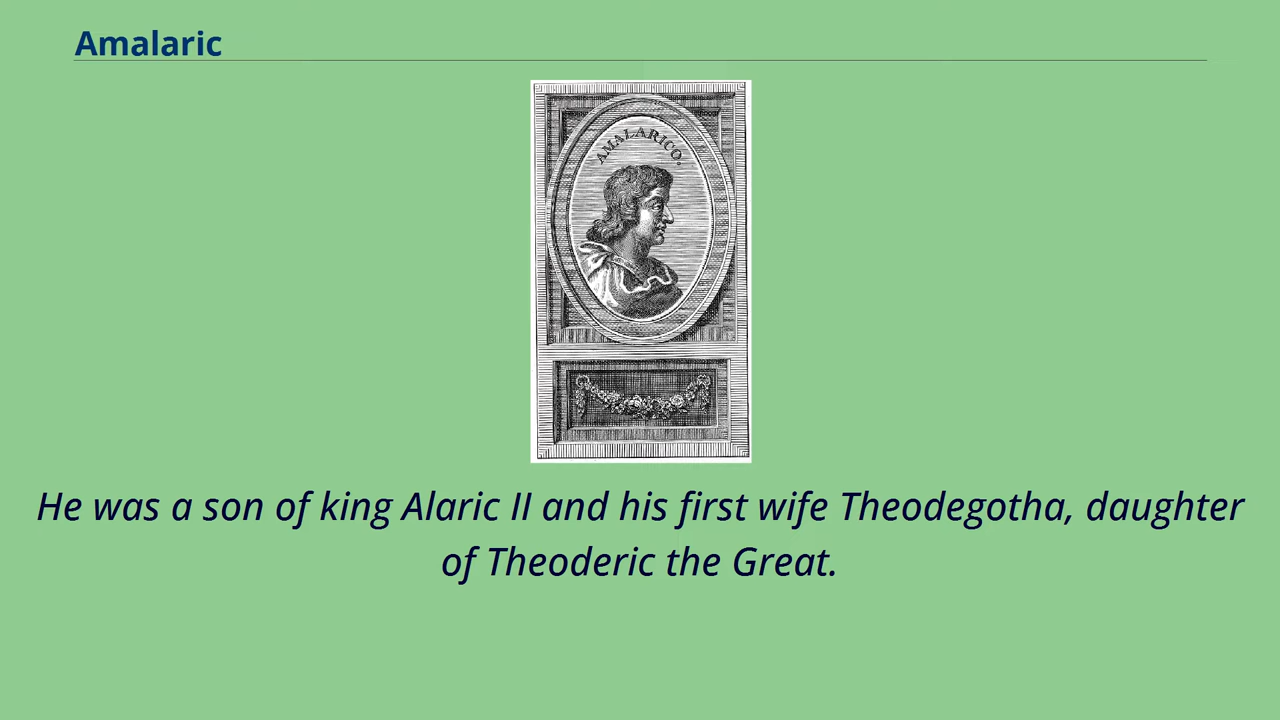 Amalaric
AMALARICO.
He was a son of king Alaric II and his first wife Theodegotha, daughter
of Theoderic the Great.